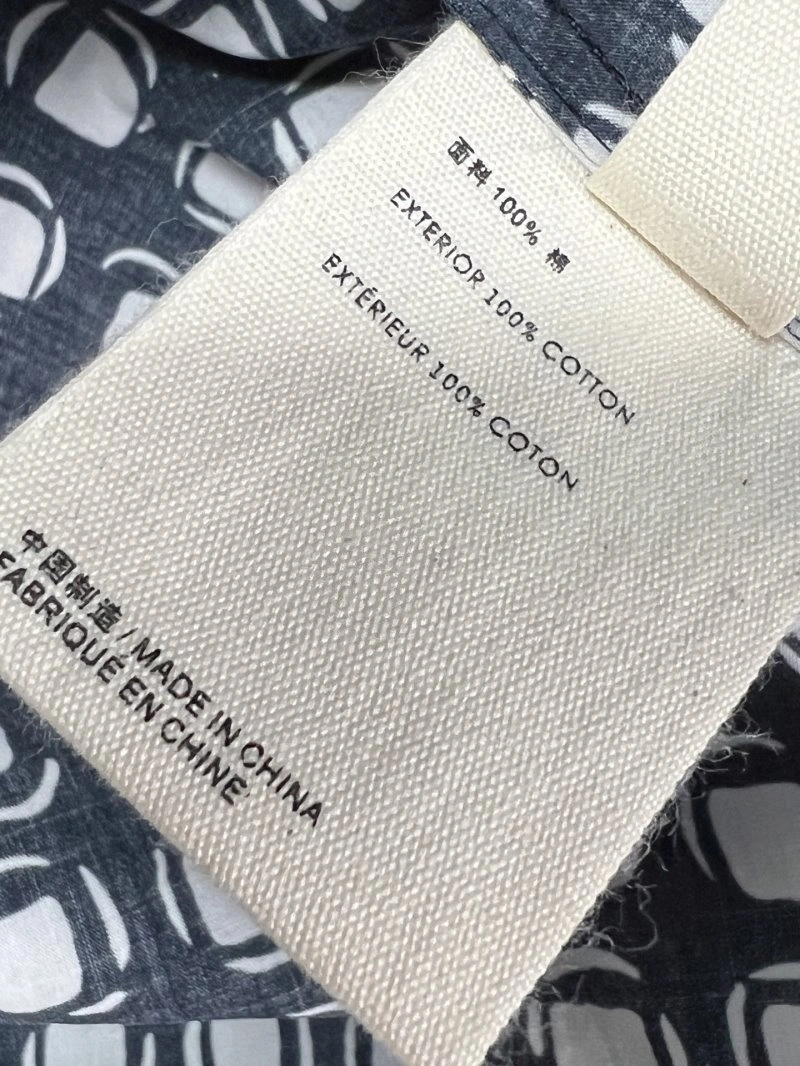 面料 100% 棉
EXTERIOR 100% COTTON
EXTÉRIEUR 100% COTON
中国制造 / MADE IN CHINA
FABRIQUÉ EN CHINE